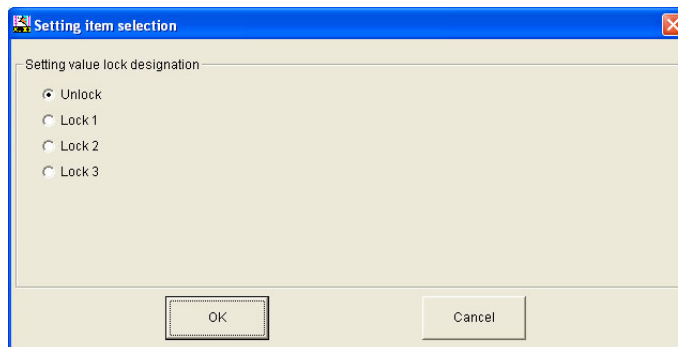 Setting item selection
Setting value lock designation
Unlock
Lock 1
Lock 2
Lock 3
OK Cancel